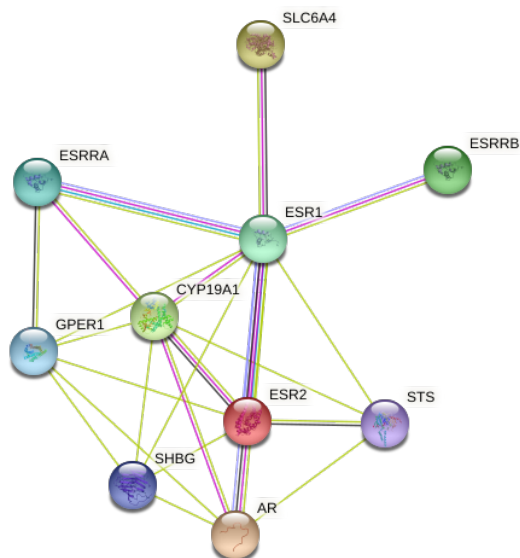 SLC6A4
ESRRB
ESRRA
ESR1
CYP19A1
GPER1
ESR2
STS
SHBG
AR